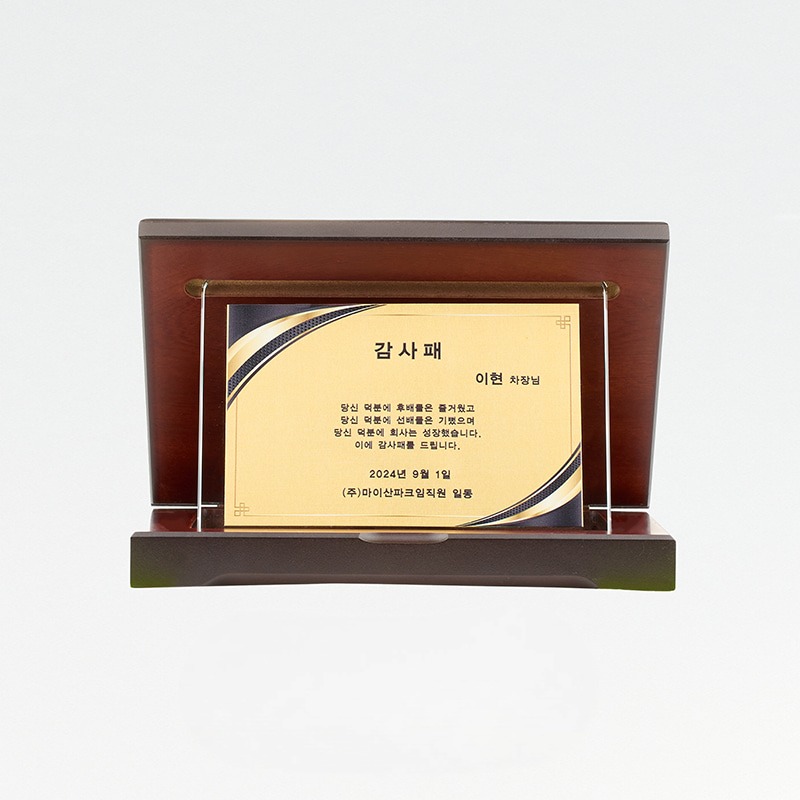 감사패
이현 차장님
당신 덕분에 후배들은 즐거웠고
당신 덕분에 선배들은 기뻤으며
당신 덕분에 회사는 성장했습니다.
이에 감사패를 드립니다.
2024년 9월 1일
(주)마이산파크임직원 일동